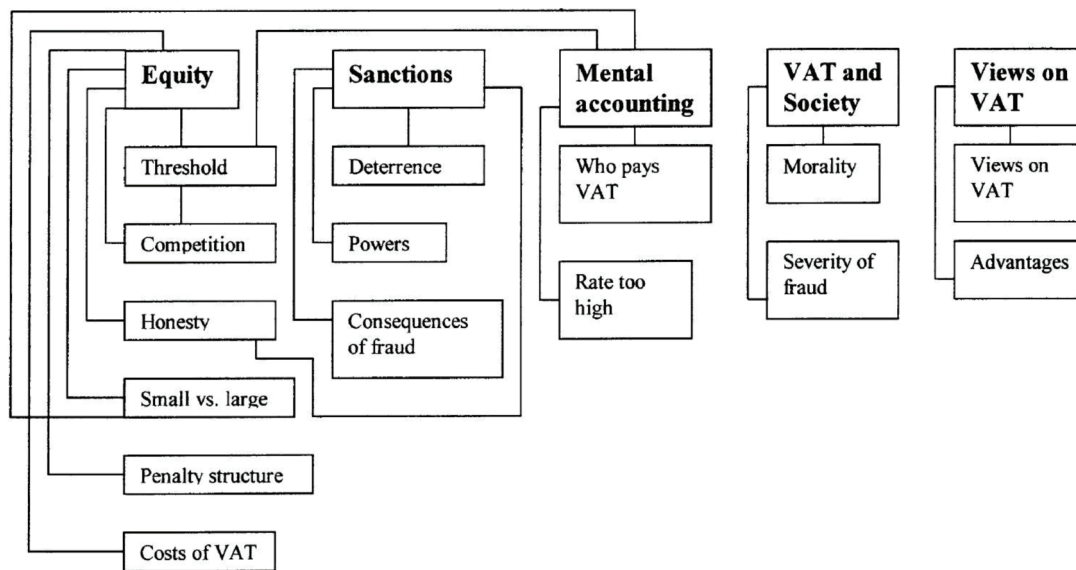 Equity
Threshold
Competition
Honesty
Small vs. large
Penalty structure
Costs of VAT
Sanctions
Deterrence
Powers
Consequences
of fraud
Mental
accounting
Who pays
VAT
Rate too
high
VAT and
Society
Morality
Severity of
fraud
Views on
VAT
Views on
VAT
Advantages